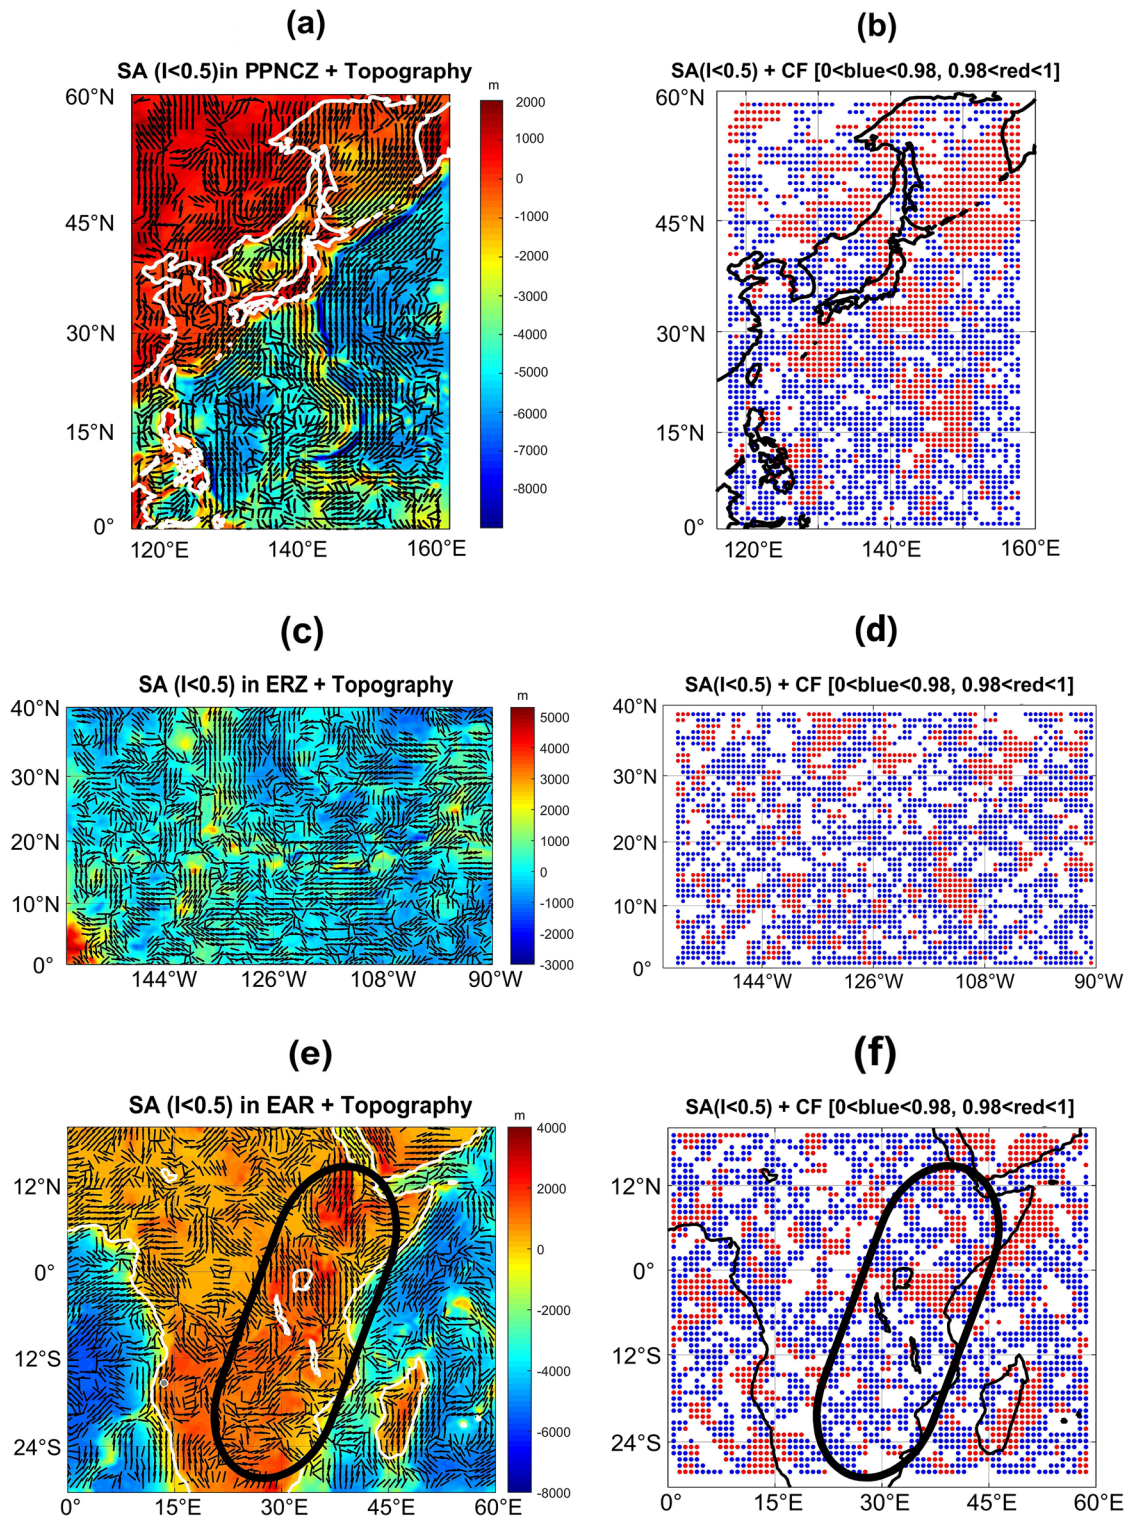 (a)
SA (I<0.5)in PPNCZ + Topography
m
60°N
45°N
30°N
15°N
0°
120°E
140°E
160°E
2000
1000
0
-1000
-2000
-3000
-4000
-5000
-6000
-7000
-8000
(b)
SA(I<0.5) + CF [0<blue<0.98, 0.98<red<1]
60°N
45°N
30°N
15°N
0°
120°E
140°E
160°E
(c)
SA (I<0.5) in ERZ + Topography
m
40°N
30°N
20°N
10°N
0°
144°W
126°W
108°W
90°W
5000
4000
3000
2000
1000
0
-1000
-2000
-3000
(d)
SA(I<0.5) + CF [0<blue<0.98, 0.98<red<1]
40°N
30°N
20°N
10°N
0°
144°W
126°W
108°W
90°W
(e)
SA (I<0.5) in EAR + Topography
m
12°N
0°
12°S
24°S
0°
15°E
30°E
45°E
60°E
4000
2000
0
-2000
-4000
-6000
-8000
(f)
SA(I<0.5) + CF [0<blue<0.98, 0.98<red<1]
12°N
0°
12°S
24°S
0°
15°E
30°E
45°E
60°E